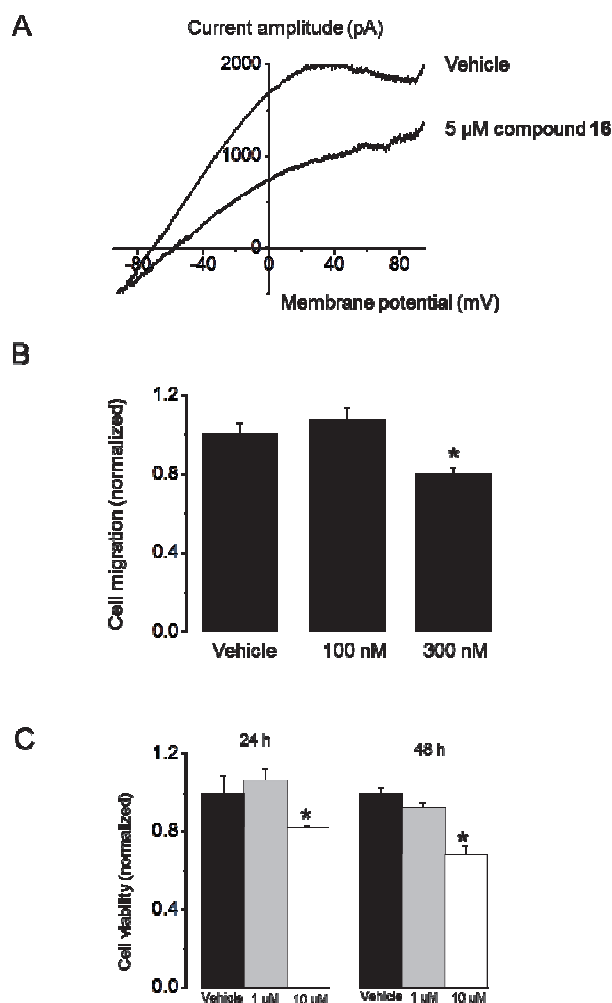 A
Current amplitude (pA)
2000
Vehicle
5 µM compound 16
1000
0
-80
-40
0
40
80
Membrane potential (mV)
B
Cell migration (normalized)
1.2
0.8
0.4
0.0
*
Vehicle
100 nM
300 nM
C
Cell viability (normalized)
24 h
48 h
1.2
0.8
0.4
0.0
*
*
Vehicle
1 µM
10 µM
Vehicle
1 µM
10 µM